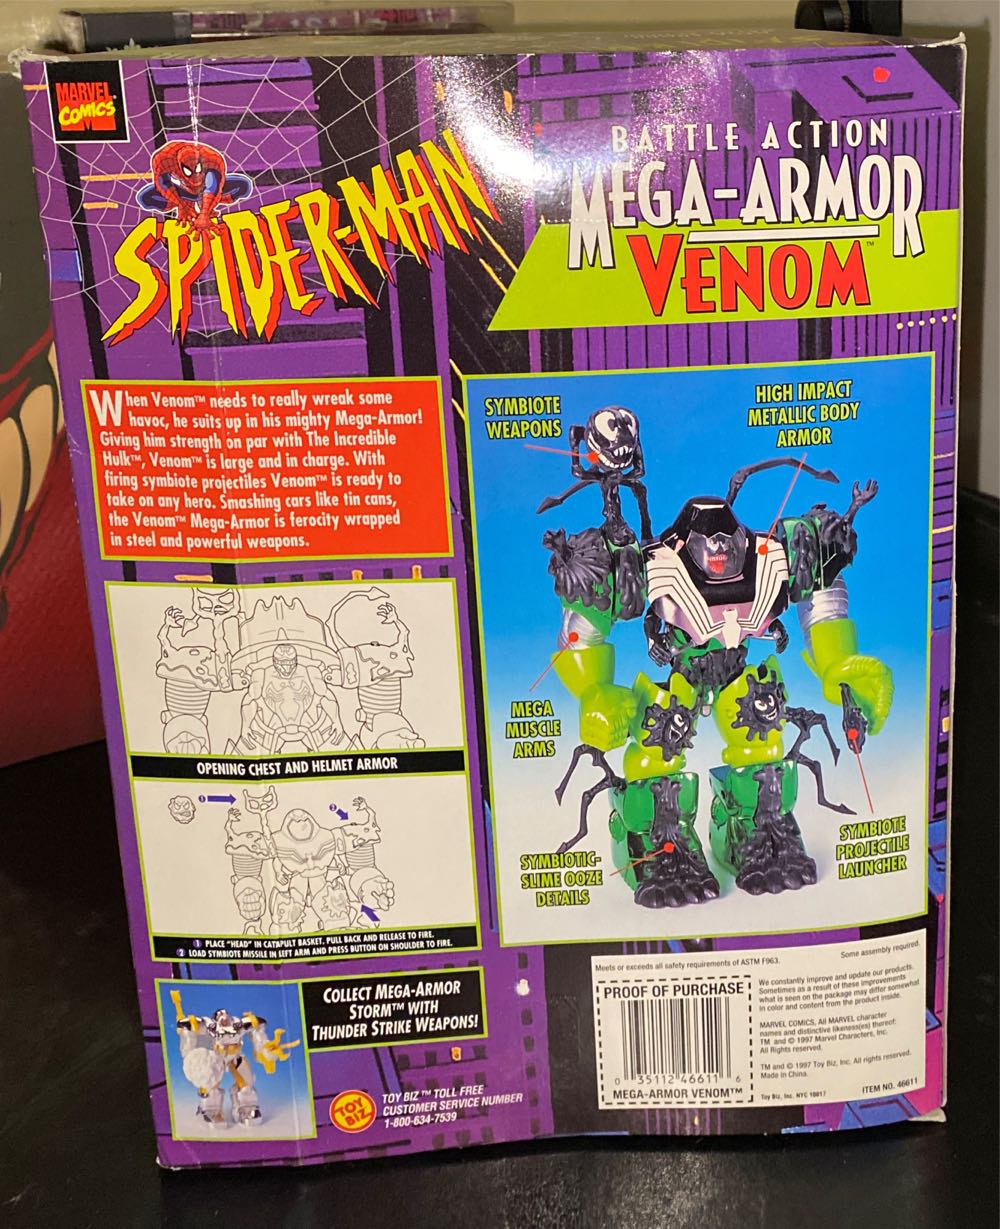 MARVEL
COMICS
SPIDER-MAN
BATTLE ACTION
MEGA-ARMOR
VENOM™
When Venom™ needs to really wreak some
havoc, he suits up in his mighty Mega-Armor!
Giving him strength on par with The Incredible
Hulk™, Venom™ is large and in charge. With
firing symbiote projectiles Venom™ is ready to
take on any hero. Smashing cars like tin cans,
the Venom™ Mega-Armor is ferocity wrapped
in steel and powerful weapons.
OPENING CHEST AND HELMET ARMOR
1
2
1 PLACE "HEAD" IN CATAPULT BASKET. PULL BACK AND RELEASE TO FIRE.
2 LOAD SYMBIOTE MISSILE IN LEFT ARM AND PRESS BUTTON ON SHOULDER TO FIRE.
COLLECT MEGA-ARMOR
STORM™ WITH
THUNDER STRIKE WEAPONS!
TOY
BIZ
TOY BIZ™ TOLL FREE
CUSTOMER SERVICE NUMBER
1-800-634-7539
SYMBIOTE
WEAPONS
HIGH IMPACT
METALLIC BODY
ARMOR
MEGA
MUSCLE
ARMS
SYMBIOTIC-
SLIME OOZE
DETAILS
SYMBIOTE
PROJECTILE
LAUNCHER
Meets or exceeds all safety requirements of ASTM F963.
Some assembly required.
PROOF OF PURCHASE
0 35112 46611 6
MEGA-ARMOR VENOM™
We constantly improve and update our products.
Sometimes as a result of these improvements
what is seen on the package may differ somewhat
in color and content from the product inside.
MARVEL COMICS, All MARVEL character
names and distinctive likeness(es) thereof:
TM and © 1997 Marvel Characters, Inc.
All Rights reserved.
TM and © 1997 Toy Biz, Inc. All rights reserved.
Made in China.
Toy Biz, Inc. NYC 10017
ITEM NO. 46611